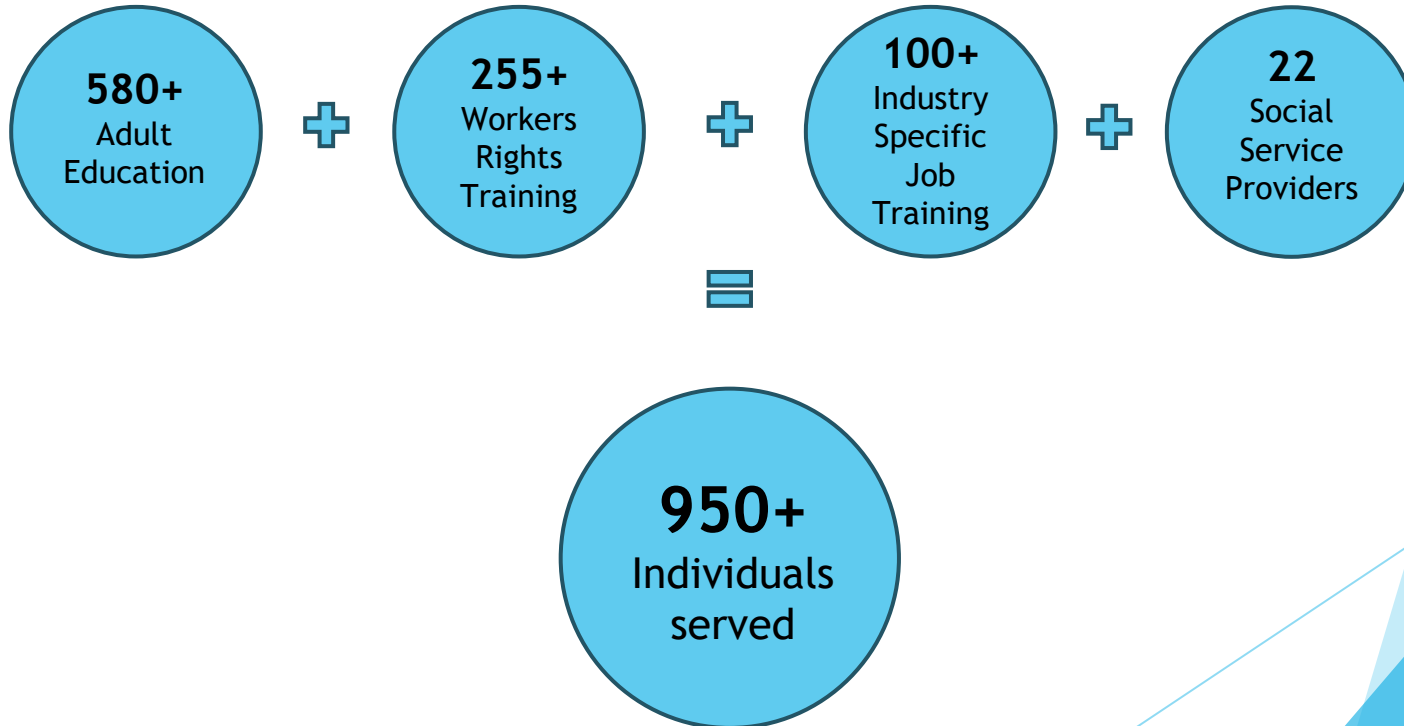 580+
Adult
Education
255+
Workers
Rights
Training
100+
Industry
Specific
Job
Training
22
Social
Service
Providers
950+
Individuals
served